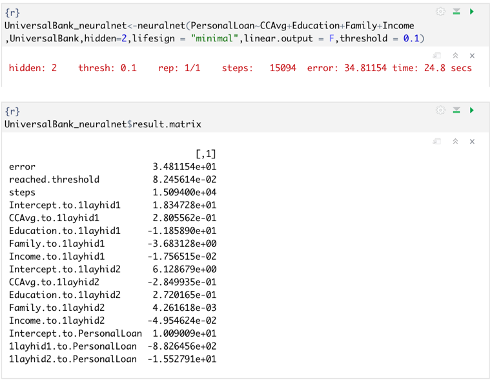 {r}
UniversalBank_neuralnet<-neuralnet(PersonalLoan~CCAvg+Education+Family+Income
,UniversalBank,hidden=2,lifesign = "minimal",linear.output = F,threshold = 0.1)
hidden: 2 thresh: 0.1 rep: 1/1 steps: 15094 error: 34.81154 time: 24.8 secs
{r}
UniversalBank_neuralnet$result.matrix
[,1]
error 3.481154e+01
reached.threshold 8.245614e-02
steps 1.509400e+04
Intercept.to.1layhid1 1.834728e+01
CCAvg.to.1layhid1 2.805562e-01
Education.to.1layhid1 -1.185890e+01
Family.to.1layhid1 -3.683128e+00
Income.to.1layhid1 -1.756515e-02
Intercept.to.1layhid2 6.128679e+00
CCAvg.to.1layhid2 -2.849935e-01
Education.to.1layhid2 2.720165e-01
Family.to.1layhid2 4.261618e-03
Income.to.1layhid2 -4.954624e-02
Intercept.to.PersonalLoan 1.009009e+01
1layhid1.to.PersonalLoan -8.826456e+02
1layhid2.to.PersonalLoan -1.552791e+01